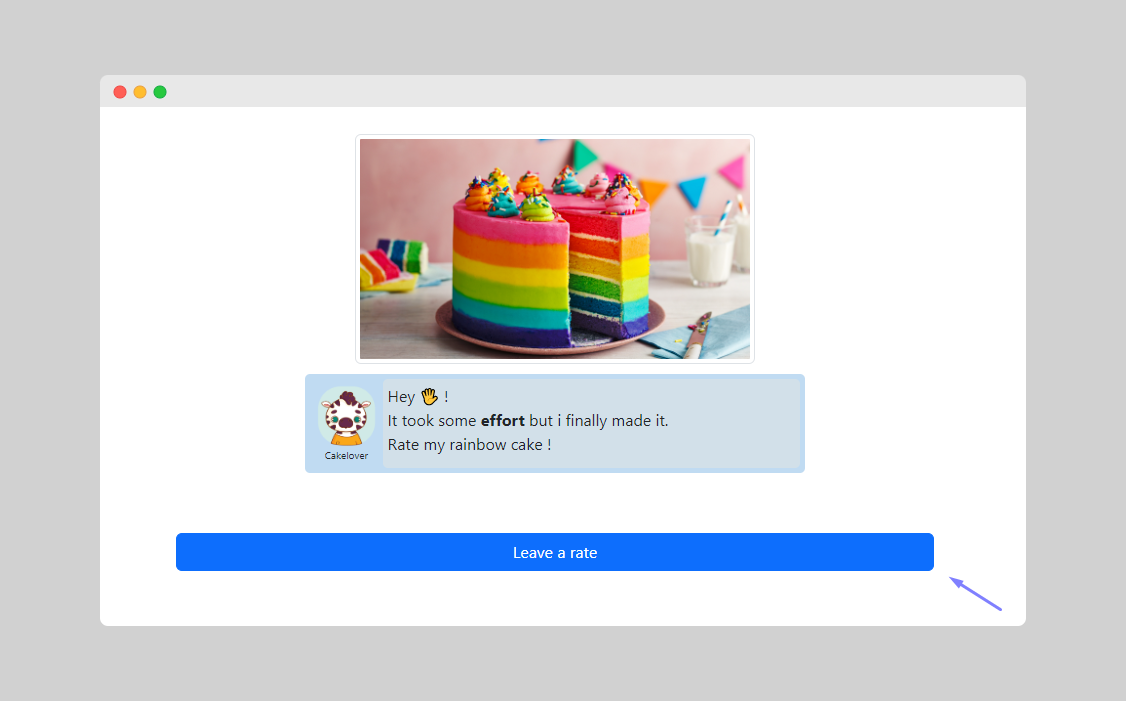 Hey 🖐 !
It took some effort but i finally made it.
Rate my rainbow cake !
Cakelover
Leave a rate